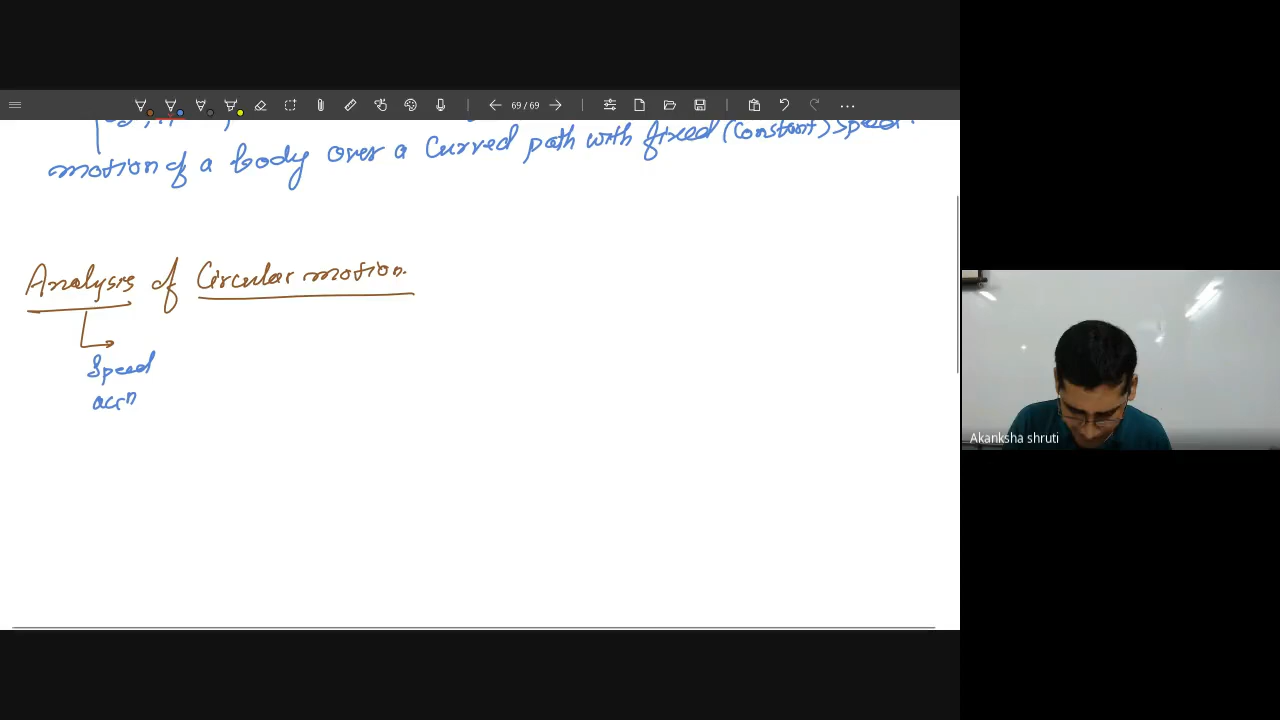 69/69
motion of a body over a curved path with fixed (constant) speed.
Analysis of Circular motion.
Speed
accn
Akanksha shruti